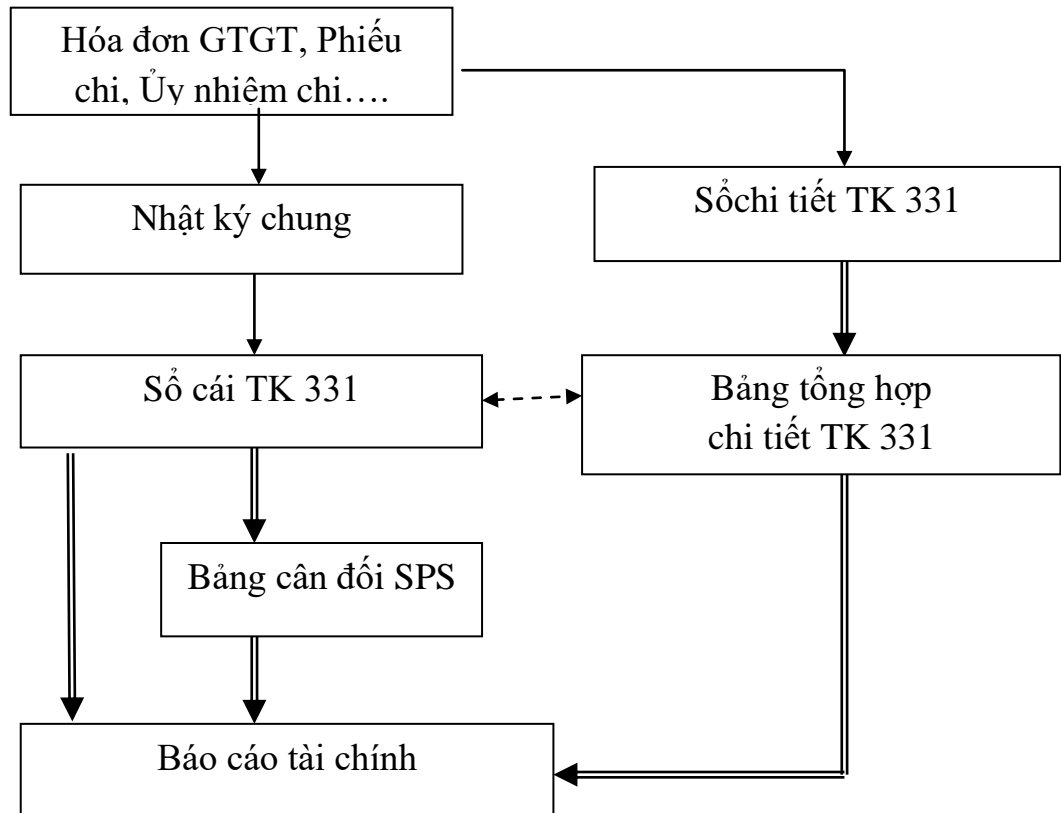 Hóa đơn GTGT, Phiếu
chi, Ủy nhiệm chi….
Nhật ký chung
Sổchi tiết TK 331
Sổ cái TK 331
Bảng tổng hợp
chi tiết TK 331
Bảng cân đối SPS
Báo cáo tài chính